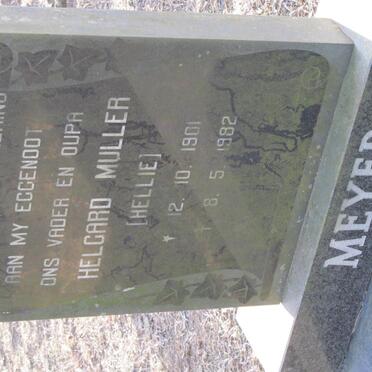 AAN MY EGGENOOT
ONS VADER EN OUPA
HELGARD MULLER
[HELLIE]
* 12. 10. 1901
† 8. 5. 1982
MEYER